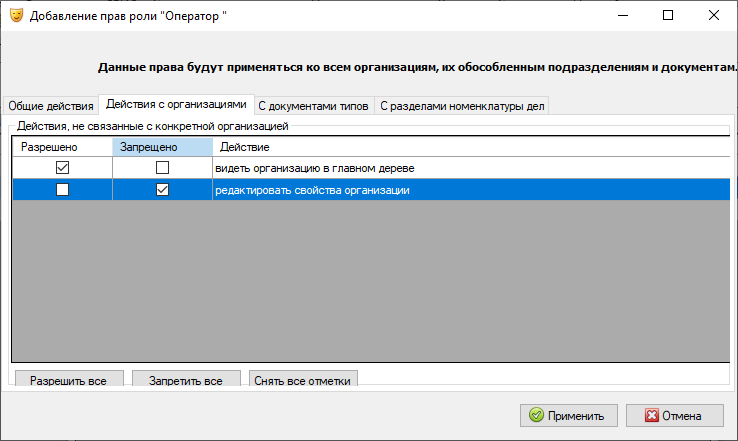 Добавление прав роли "Оператор "
Данные права будут применяться ко всем организациям, их обособленным подразделениям и документам.
Общие действия Действия с организациями С документами типов С разделами номенклатуры дел
Действия, не связанные с конкретной организацией
Разрешено Запрещено Действие
видеть организацию в главном дереве
редактировать свойства организации
Разрешить все Запретить все Снять все отметки
Применить Отмена